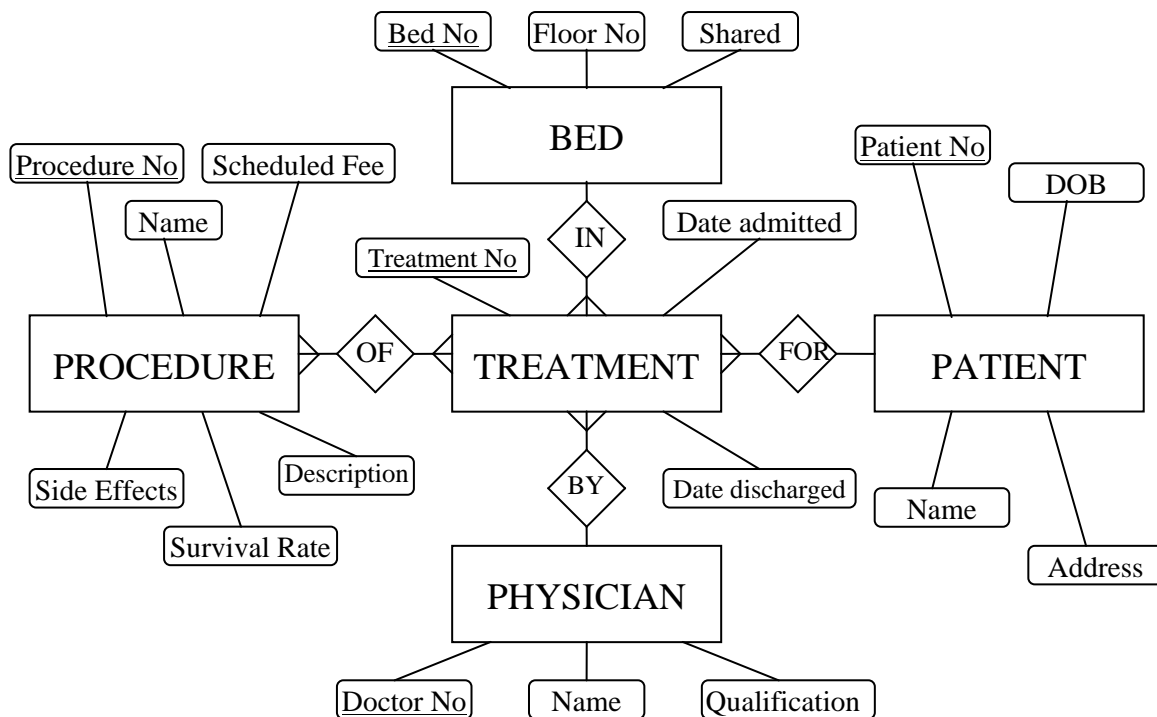 Bed No
Floor No
Shared
BED
Procedure No
Scheduled Fee
Patient No
DOB
Name
Date admitted
IN
Treatment No
PROCEDURE
OF
TREATMENT
FOR
PATIENT
Side Effects
Description
BY
Date discharged
Name
Survival Rate
Address
PHYSICIAN
Doctor No
Name
Qualification